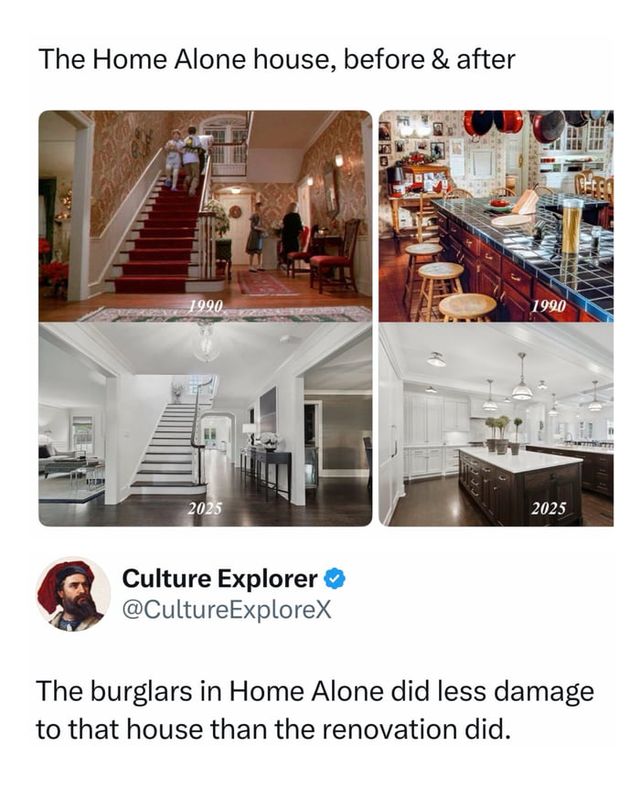 The Home Alone house, before & after
1990
1990
2025
2025
Culture Explorer
@CultureExploreX
The burglars in Home Alone did less damage
to that house than the renovation did.